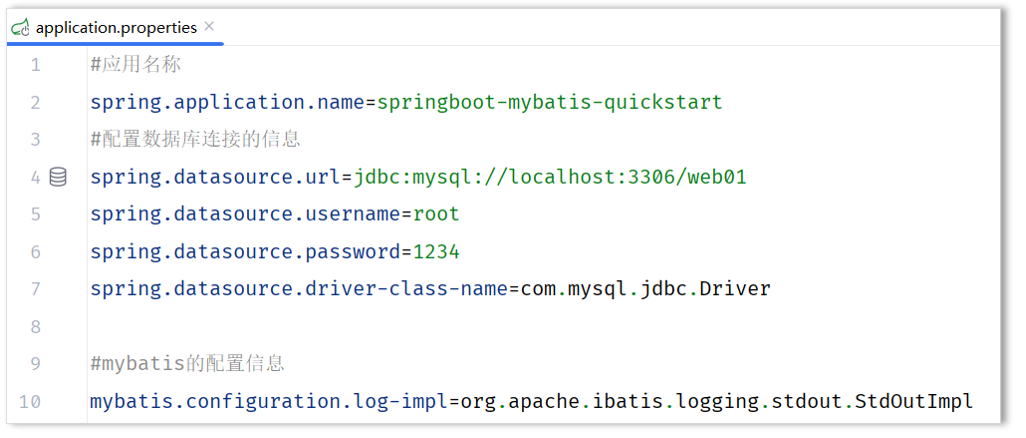 application.properties ×
1 #应用名称
2 spring.application.name=springboot-mybatis-quickstart
3 #配置数据库连接的信息
4 spring.datasource.url=jdbc:mysql://localhost:3306/web01
5 spring.datasource.username=root
6 spring.datasource.password=1234
7 spring.datasource.driver-class-name=com.mysql.jdbc.Driver
8
9 #mybatis的配置信息
10 mybatis.configuration.log-impl=org.apache.ibatis.logging.stdout.StdOutImpl